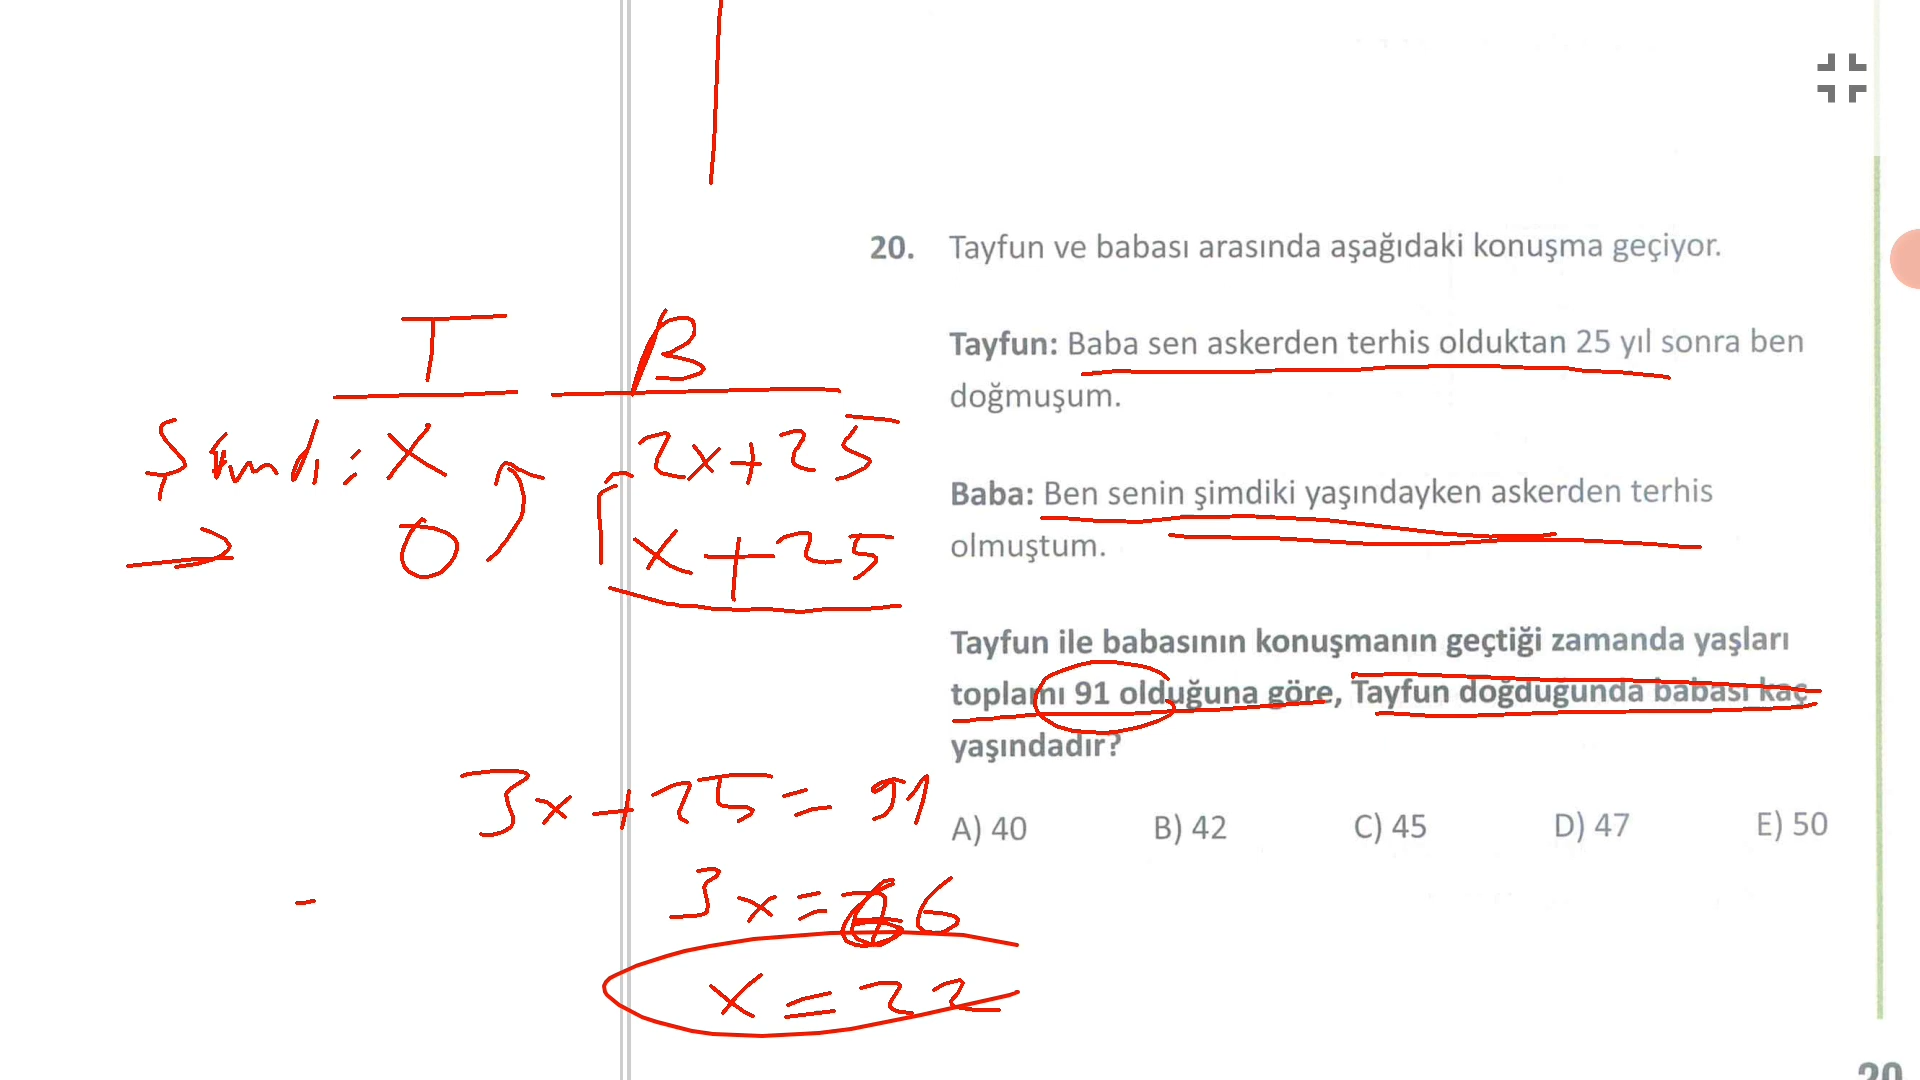 20. Tayfun ve babası arasında aşağıdaki konuşma geçiyor.
Tayfun: Baba sen askerden terhis olduktan 25 yıl sonra ben
doğmuşum.
Baba: Ben senin şimdiki yaşındayken askerden terhis
olmuştum.
Tayfun ile babasının konuşmanın geçtiği zamanda yaşları
toplamı 91 olduğuna göre, Tayfun doğduğunda babası kaç
yaşındadır?
A) 40 B) 42 C) 45 D) 47 E) 50
T B
Şimdi: x 2x+25
0 x+25
3x+25=91
3x=66
x=22